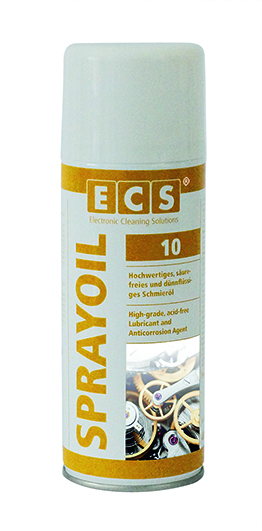 ECS®
Electronic Cleaning Solutions
SPRAYOIL
10
Hochwertiges, säure-
freies und dünnflüssi-
ges Schmieröl
High-grade, acid-free
Lubricant and
Anticorrosion Agent